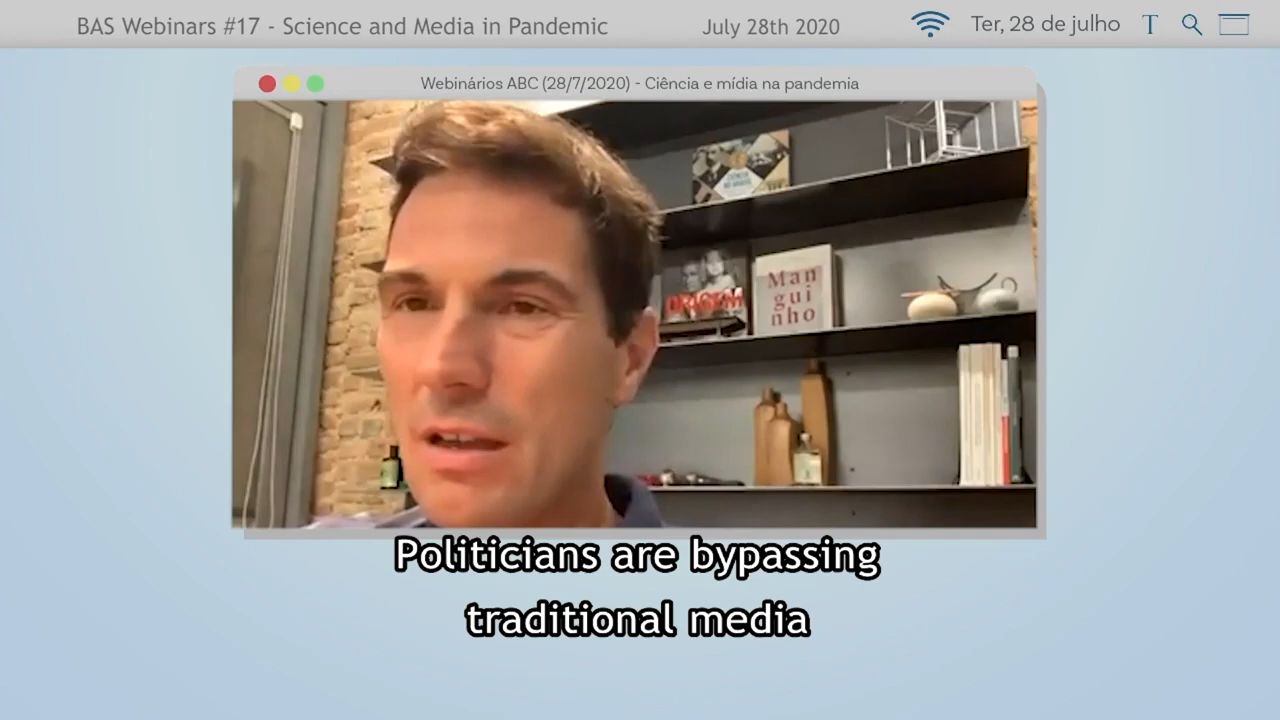 BAS Webinars #17 - Science and Media in Pandemic
July 28th 2020
Ter, 28 de julho
T
Webinários ABC (28/7/2020) - Ciência e mídia na pandemia
ORIGEM
Man
gui
nho
Politicians are bypassing
traditional media